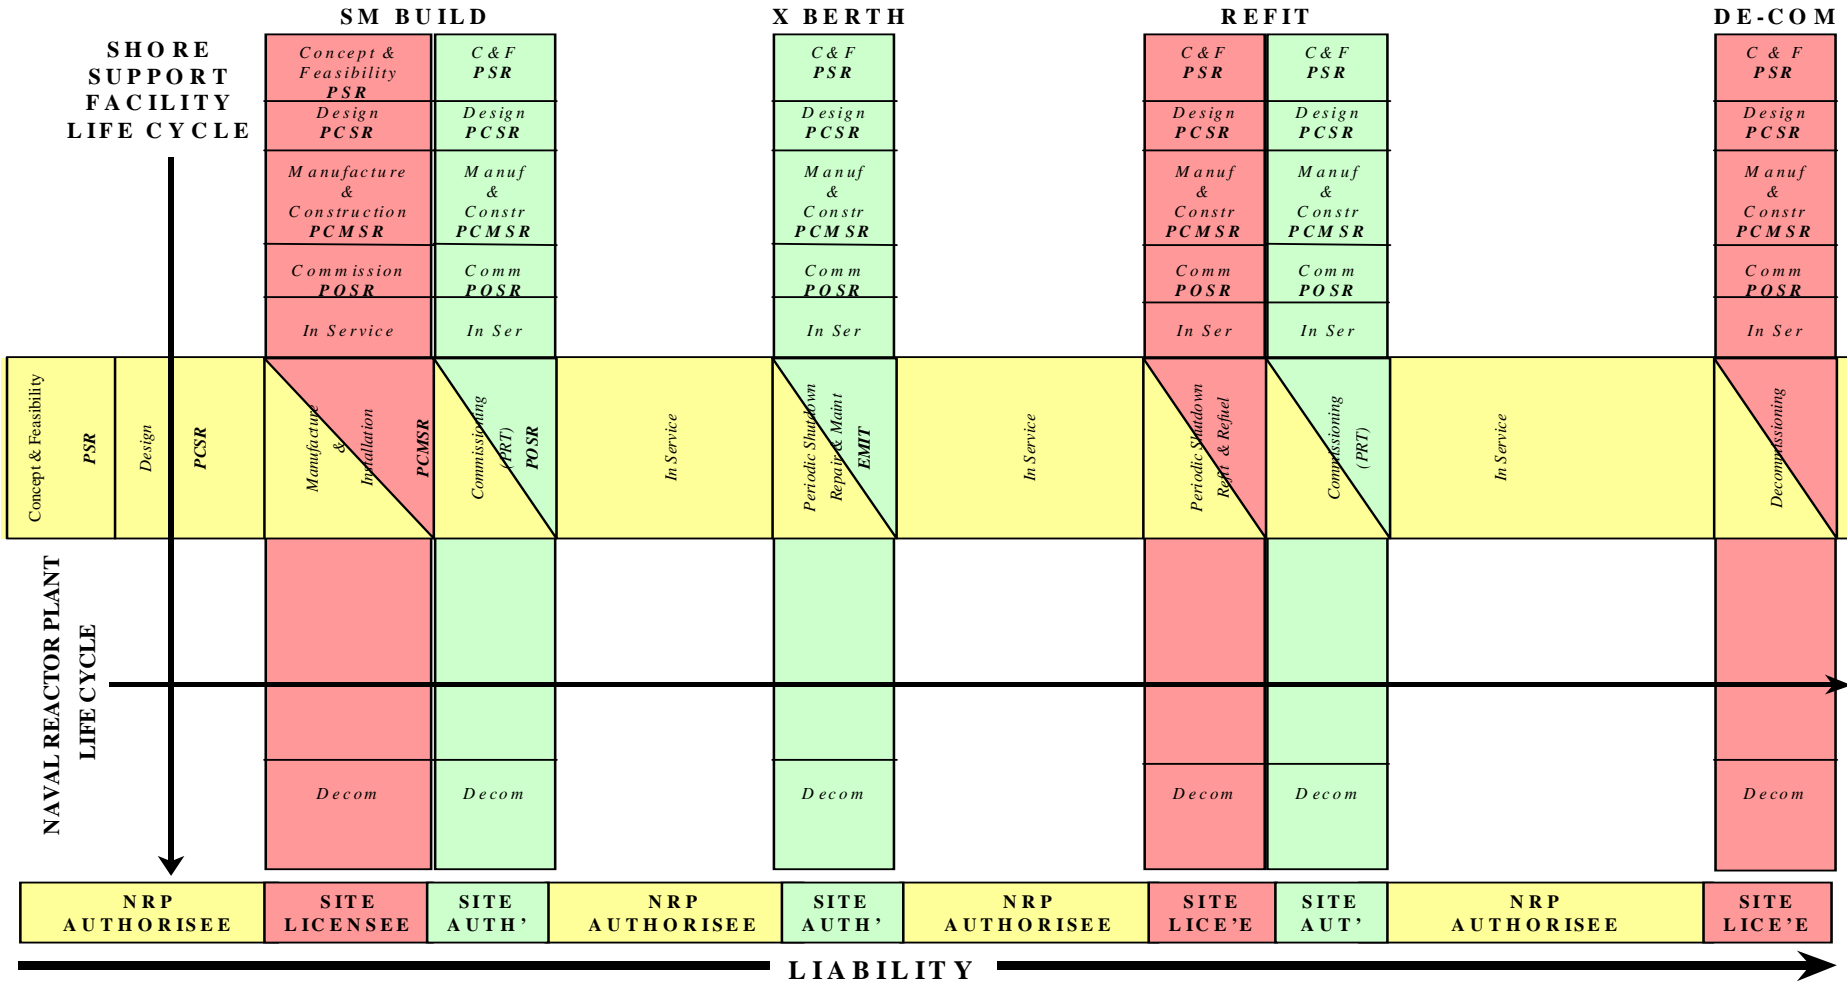 SM BUILD
X BERTH
REFIT
DE-COM
SHORE
SUPPORT
FACILITY
LIFE CYCLE
Concept &
Feasibility
PSR
Design
PCSR
Manufacture
&
Construction
PCMSR
Commission
POSR
In Service
C & F
PSR
Design
PCSR
Manuf
&
Constr
PCMSR
Comm
POSR
In Ser
C & F
PSR
Design
PCSR
Manuf
&
Constr
PCMSR
Comm
POSR
In Ser
C & F
PSR
Design
PCSR
Manuf
&
Constr
PCMSR
Comm
POSR
In Ser
C & F
PSR
Design
PCSR
Manuf
&
Constr
PCMSR
Comm
POSR
In Ser
C & F
PSR
Design
PCSR
Manuf
&
Constr
PCMSR
Comm
POSR
In Ser
Concept & Feasibility
PSR
Design
PCSR
Manufacture
&
Installation
PCMSR
Commissioning
(PRT)
POSR
In Service
Periodic Shutdown
Repair & Maint
EMIT
In Service
Periodic Shutdown
Refit & Refuel
Commissioning
(PRT)
In Service
Decommissioning
NAVAL REACTOR PLANT
LIFE CYCLE
Decom
Decom
Decom
Decom
Decom
Decom
NRP
AUTHORISEE
SITE
LICENSEE
SITE
AUTH'
NRP
AUTHORISEE
SITE
AUTH'
NRP
AUTHORISEE
SITE
LICE'E
SITE
AUT'
NRP
AUTHORISEE
SITE
LICE'E
LIABILITY